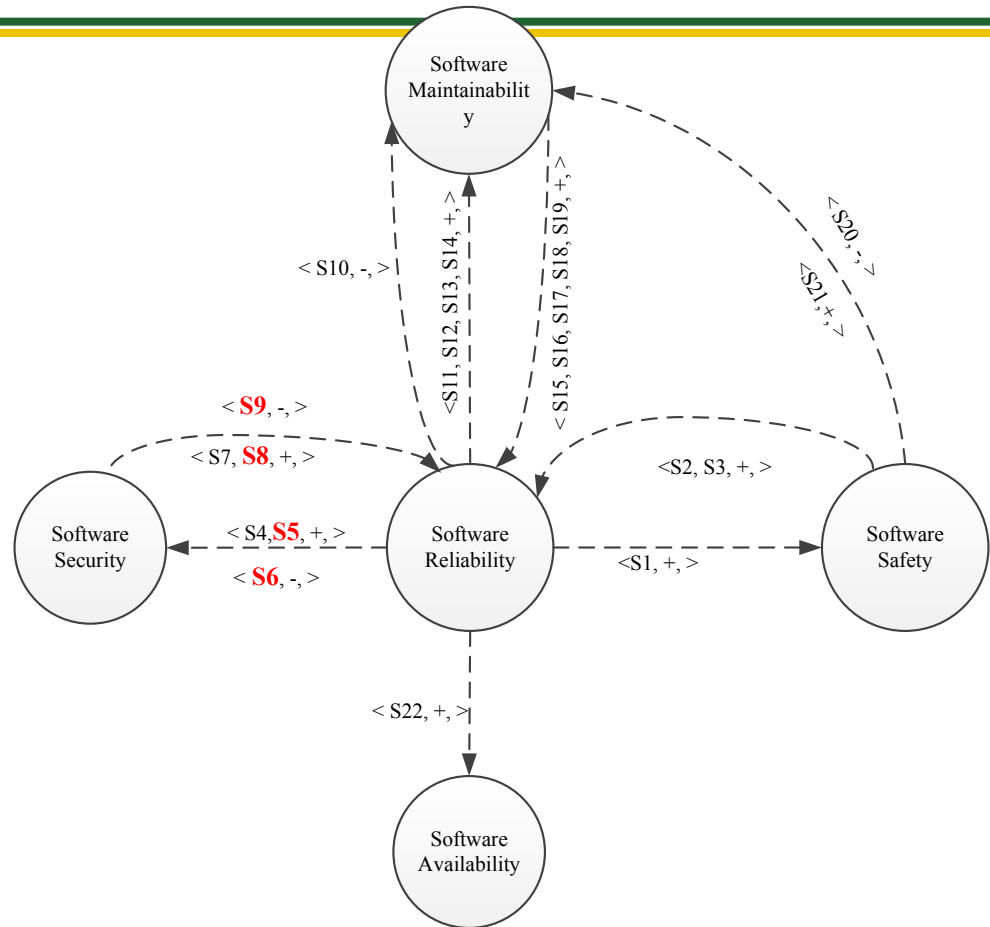 Software
Maintainabilit
y
< S10, -, >
<S11, S12, S13, S14, +, >
< S15, S16, S17, S18, S19, +, >
<S20, -, >
<S21,+, >
< S9, -, >
< S7, S8, +, >
<S2, S3, +, >
Software
Security
< S4,S5, +, >
< S6, -, >
Software
Reliability
<S1, +, >
Software
Safety
< S22, +, >
Software
Availability